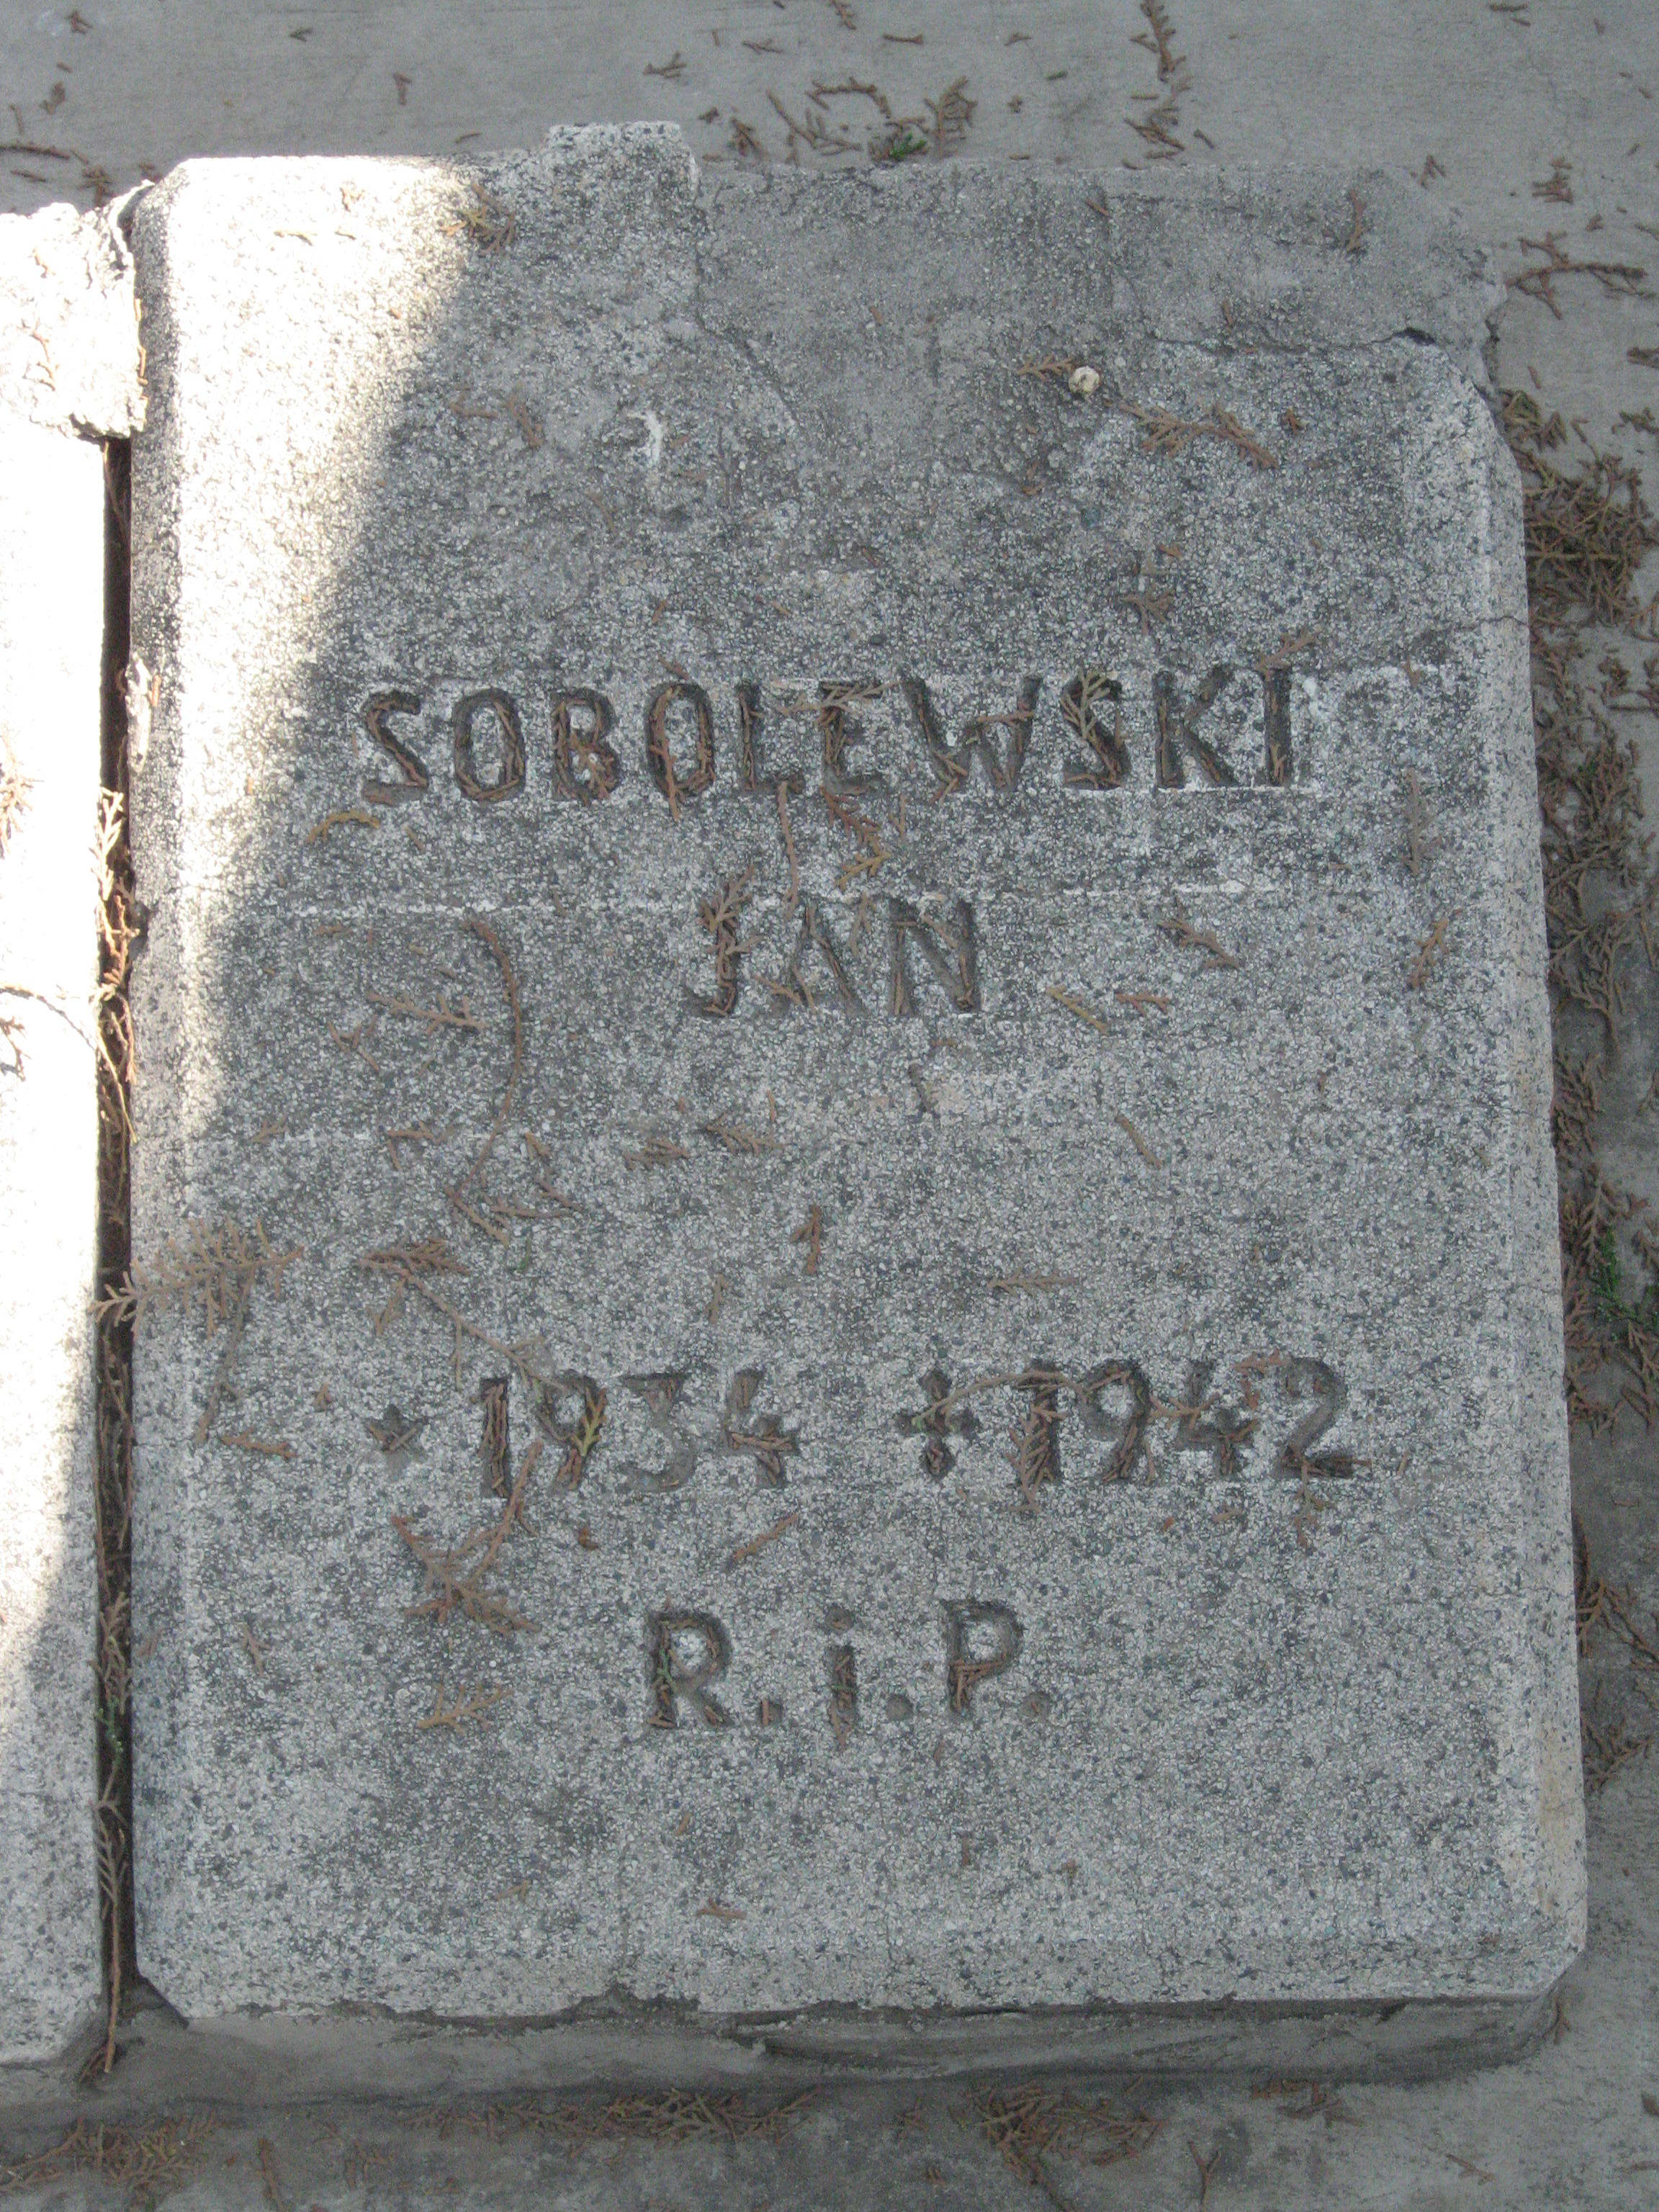 SOBOLEWSKI
JAN
* 1934 + 1942
R.i.P.